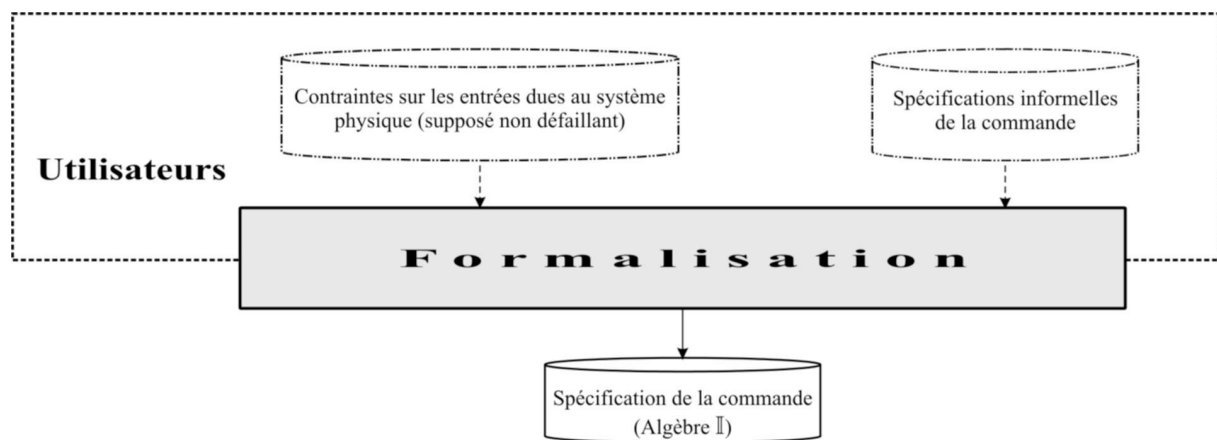 Contraintes sur les entrées dues au système
physique (supposé non défaillant)
Spécifications informelles
de la commande
Utilisateurs
Formalisation
Spécification de la commande
(Algèbre 𝕀)